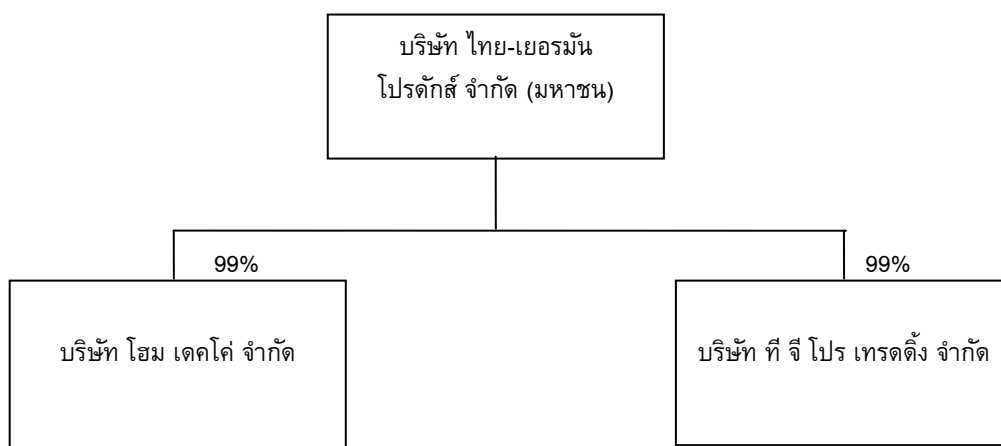 บริษัท ไทย-เยอรมัน
โปรดักส์ จำกัด (มหาชน)
99%
99%
บริษัท โฮม เดคโค่ จำกัด
บริษัท ที จี โปร เทรดดิ้ง จำกัด